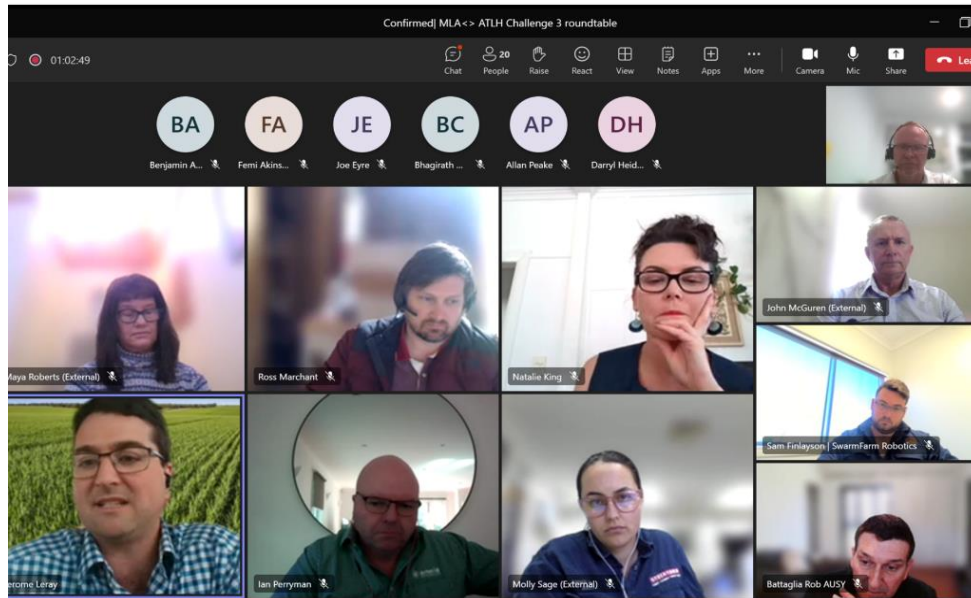 Confirmed| MLA<> ATLH Challenge 3 roundtable
01:02:49
Chat
People
20
Raise
React
View
Notes
Apps
More
Camera
Mic
Share
Lea
BA
FA
JE
BC
AP
DH
Benjamin A...
Femi Akins...
Joe Eyre
Bhagirath ...
Allan Peake
Darryl Heid...
Maya Roberts (External)
Ross Marchant
Natalie King
John McGuren (External)
Sam Finlayson | SwarmFarm Robotics
erome Leray
Ian Perryman
Molly Sage (External)
Battaglia Rob AUSY